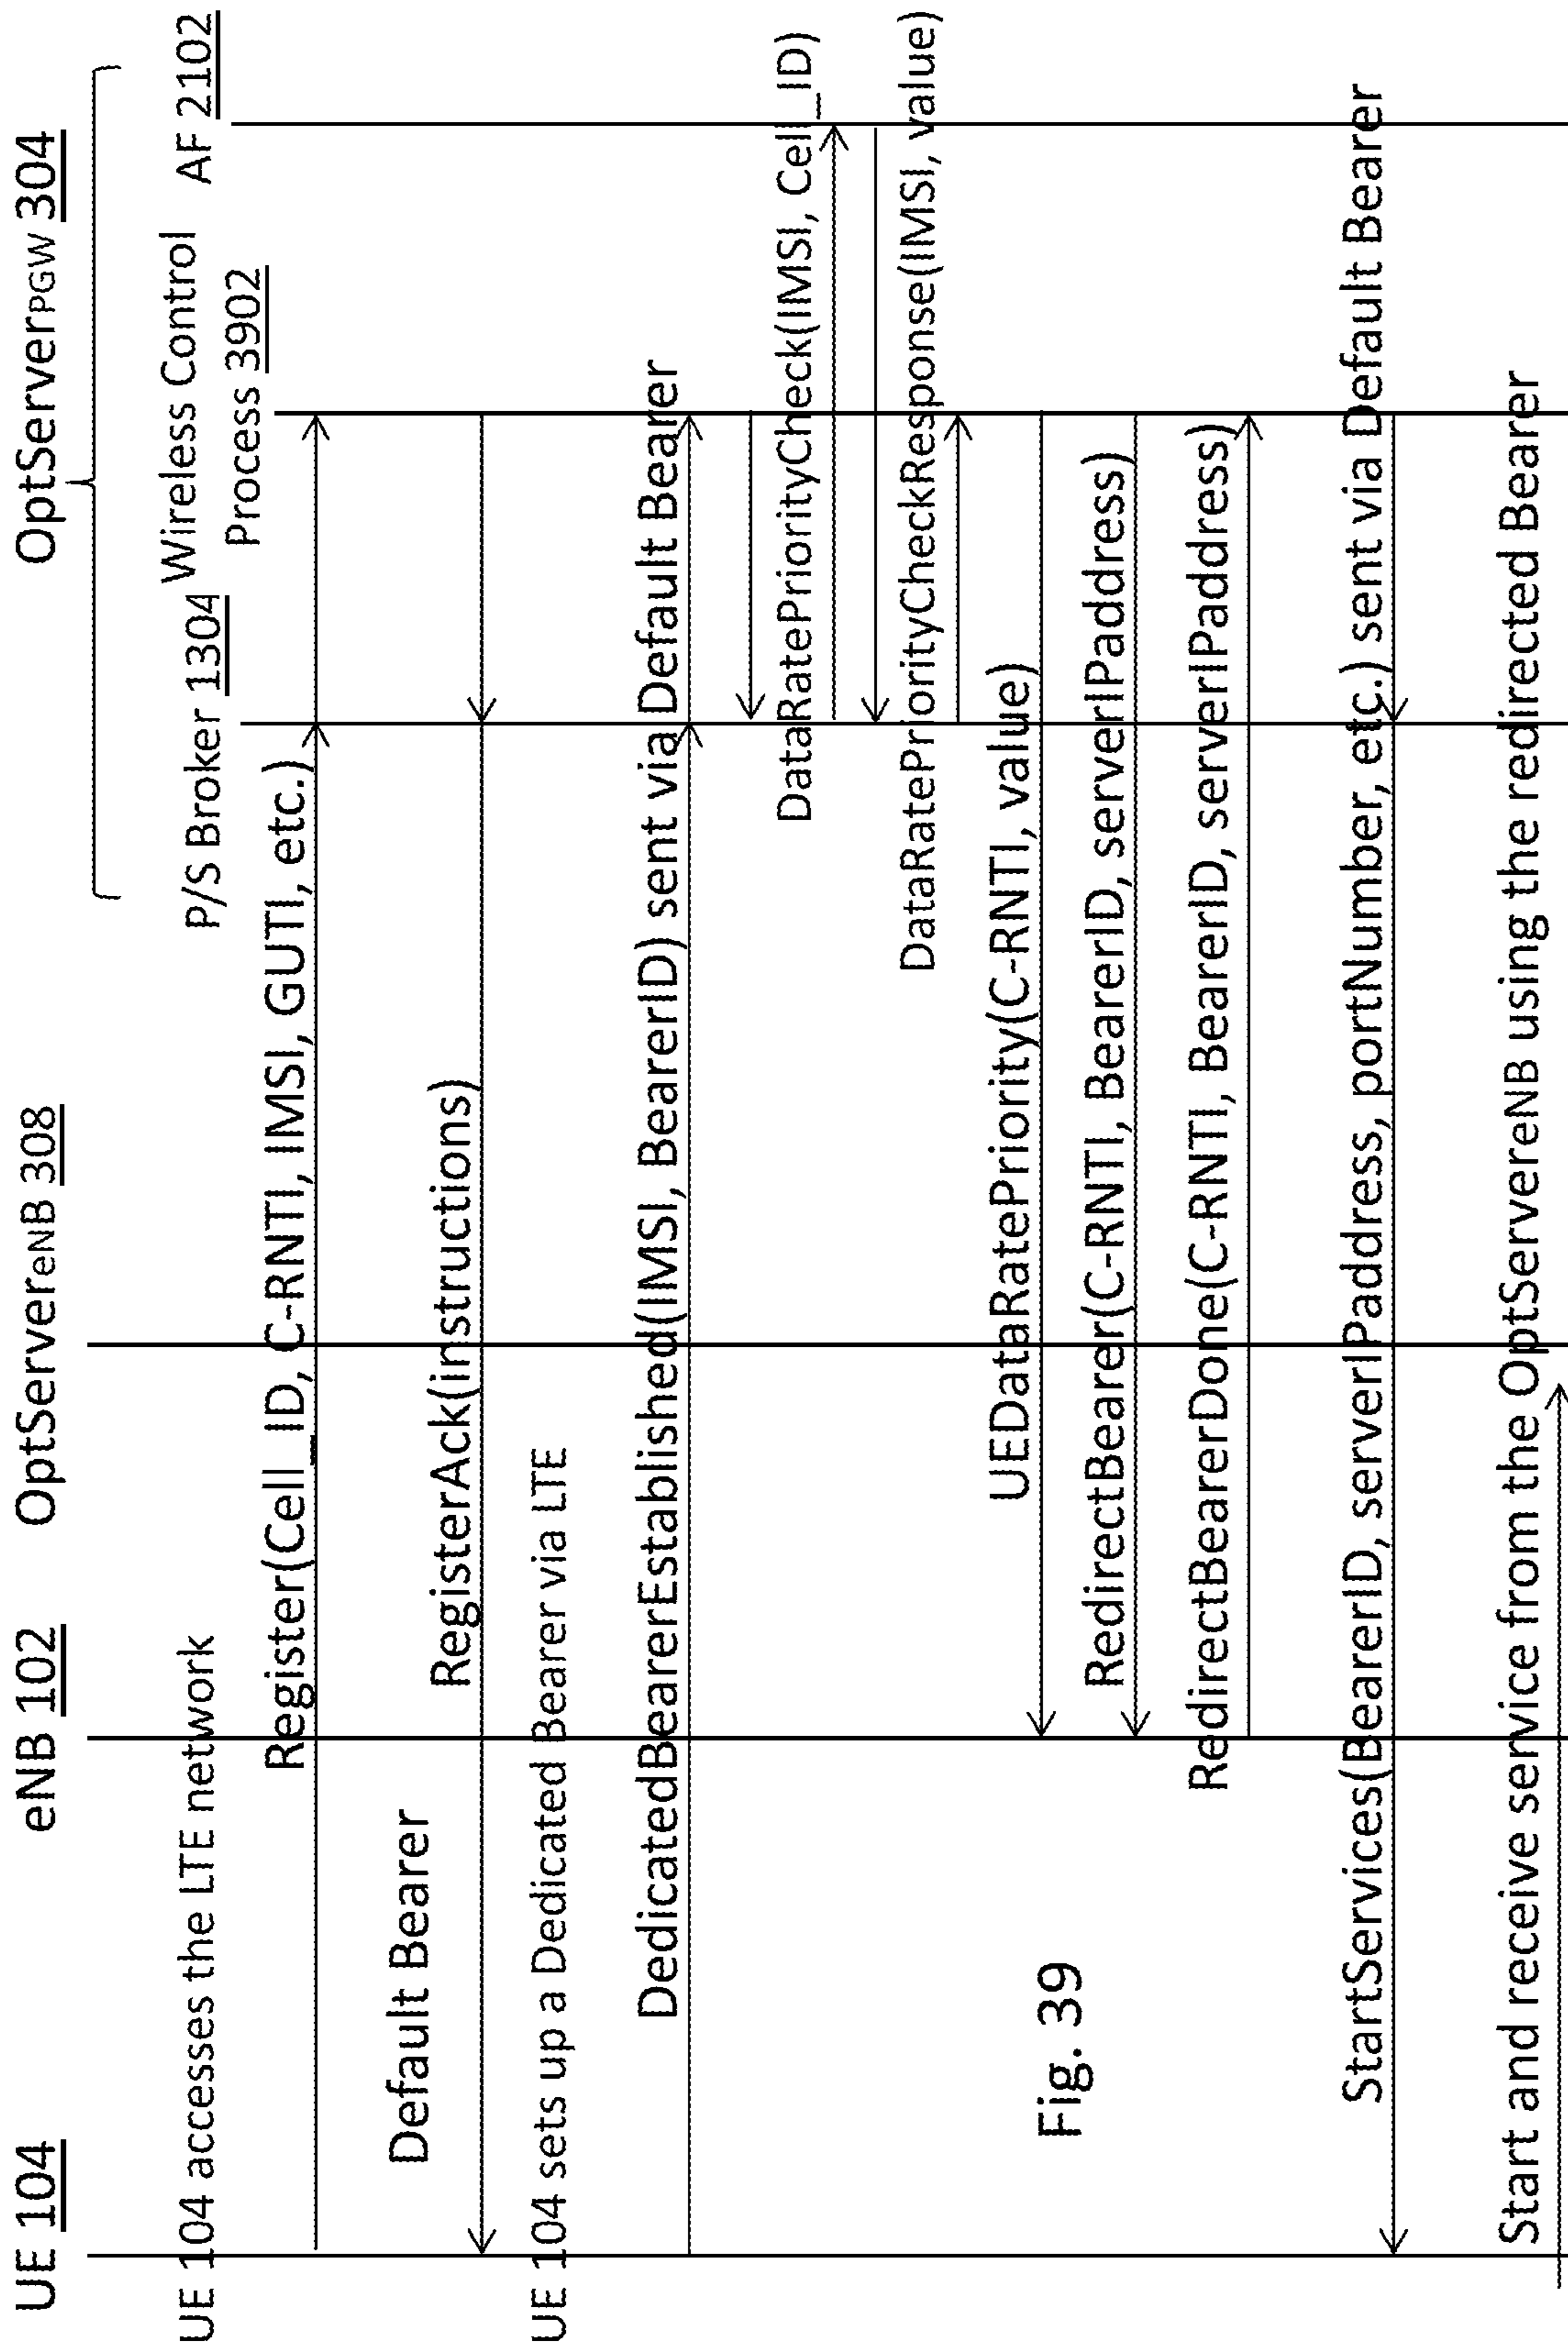 UE 104
eNB 102
OptServereNB 308
OptServerPGW 304
P/S Broker 1304
Wireless Control
Process 3902
AF 2102
UE 104 accesses the LTE network
Register(Cell_ID, C-RNTI, IMSI, GUTI, etc.)
Default Bearer
RegisterAck(instructions)
UE 104 sets up a Dedicated Bearer via LTE
DedicatedBearerEstablished(IMSI, BearerID) sent via Default Bearer
DataRatePriorityCheck(IMSI, Cell_ID)
DataRatePriorityCheckResponse(IMSI, value)
UEDataRatePriority(C-RNTI, value)
Fig. 39
RedirectBearer(C-RNTI, BearerID, serverIPaddress)
RedirectBearerDone(C-RNTI, BearerID, serverIPaddress)
StartServices(BearerID, serverIPaddress, portNumber, etc.) sent via Default Bearer
Start and receive service from the OptServereNB using the redirected Bearer